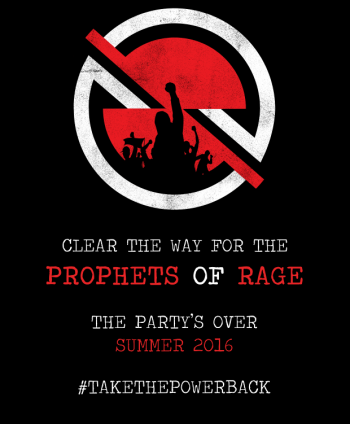 CLEAR THE WAY FOR THE
PROPHETS OF RAGE
THE PARTY'S OVER
SUMMER 2016
#TAKETHEPOWERBACK